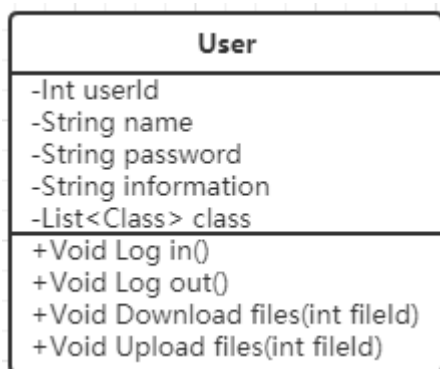 User
-Int userId
-String name
-String password
-String information
-List<Class> class
+Void Log in()
+Void Log out()
+Void Download files(int fileId)
+Void Upload files(int fileId)